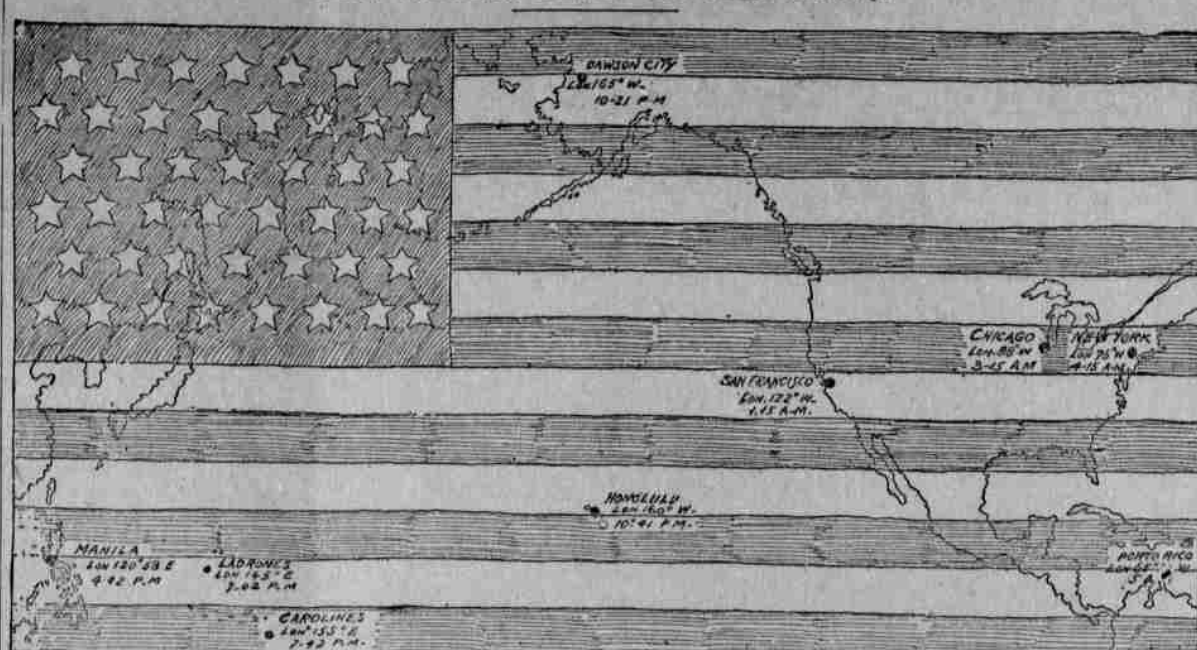 DAWSON CITY
LON 165° W.
10-21 P.M
CHICAGO
LON. 88° W
3-15 A.M
NEW YORK
LON 75° W
4-15 A.M.
SAN FRANCISCO
LON. 122° W.
1.15 A.M.
HONOLULU
LON 160° W.
10-41 P.M.
MANILA
LON 120° 58 E
4-42 P.M
LADRONES
LON 145° E
7-02 P.M
CAROLINES
LON 155° E
7-42 P.M.
PORTO RICO
5 A.